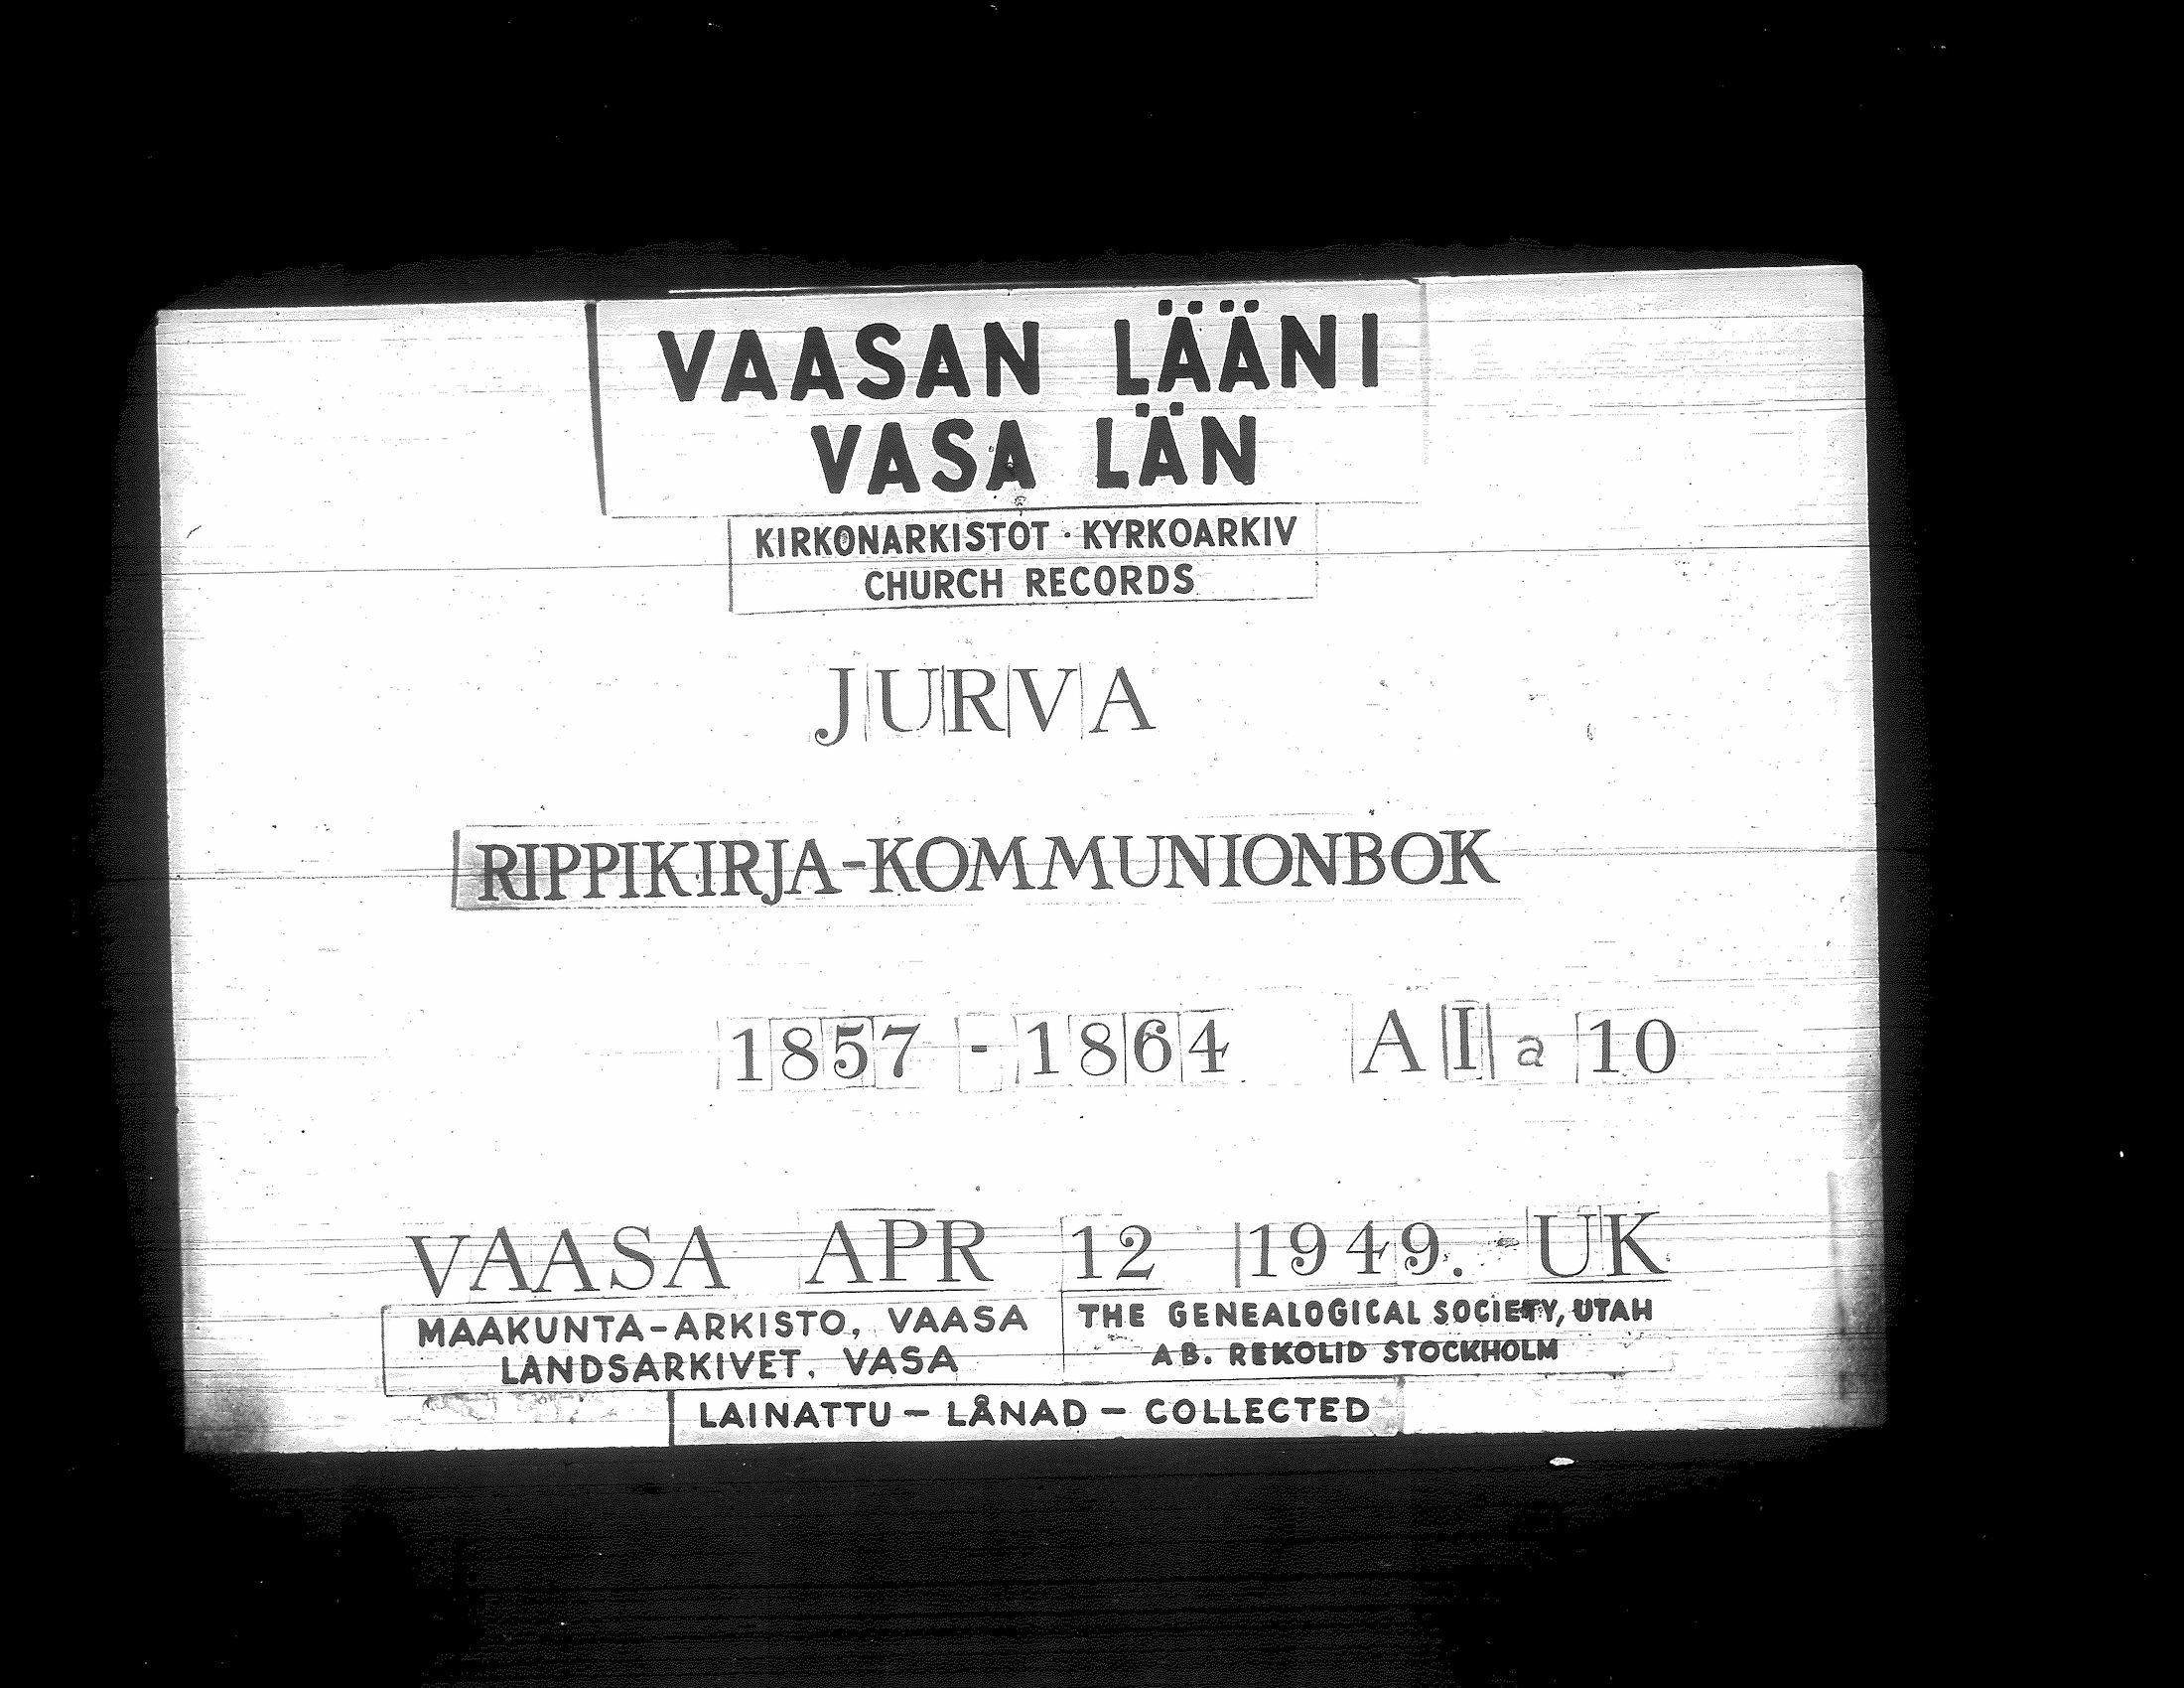 VAASAN LÄÄNI
VASA LÄN
KIRKONARKISTOT · KYRKOARKIV
CHURCH RECORDS
JURVA
RIPPIKIRJA-KOMMUNIONBOK
1857 - 1864 A I a 10
VAASA APR 12 1949. UK
MAAKUNTA-ARKISTO, VAASA
LANDSARKIVET, VASA
THE GENEALOGICAL SOCIETY, UTAH
AB. REKOLID STOCKHOLM
LAINATTU - LÅNAD - COLLECTED